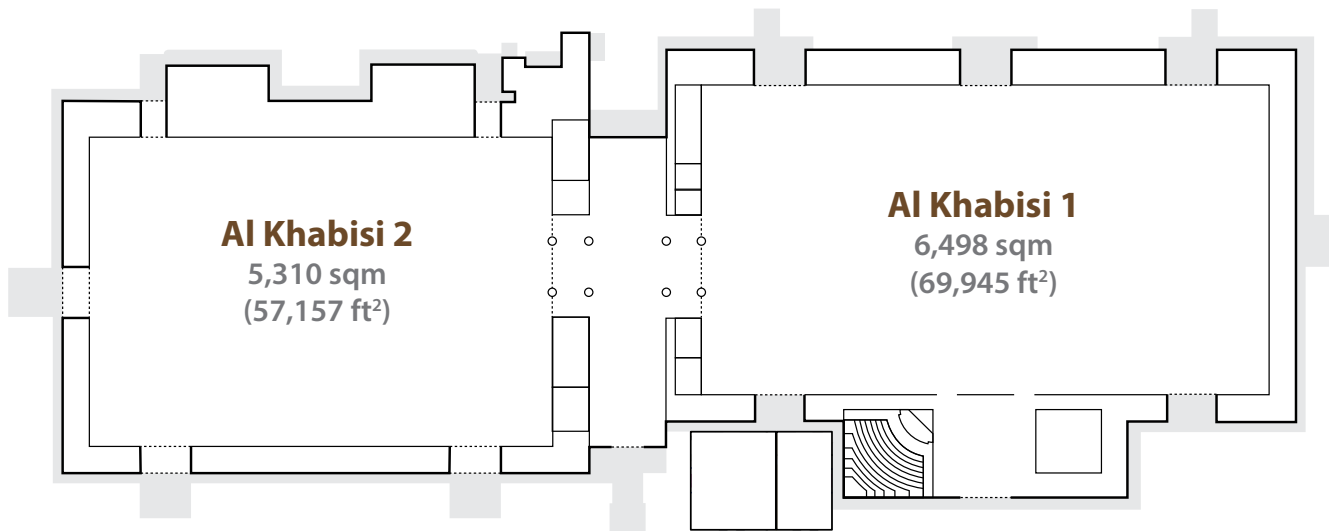 Al Khabisi 2
5,310 sqm
(57,157 ft²)
Al Khabisi 1
6,498 sqm
(69,945 ft²)